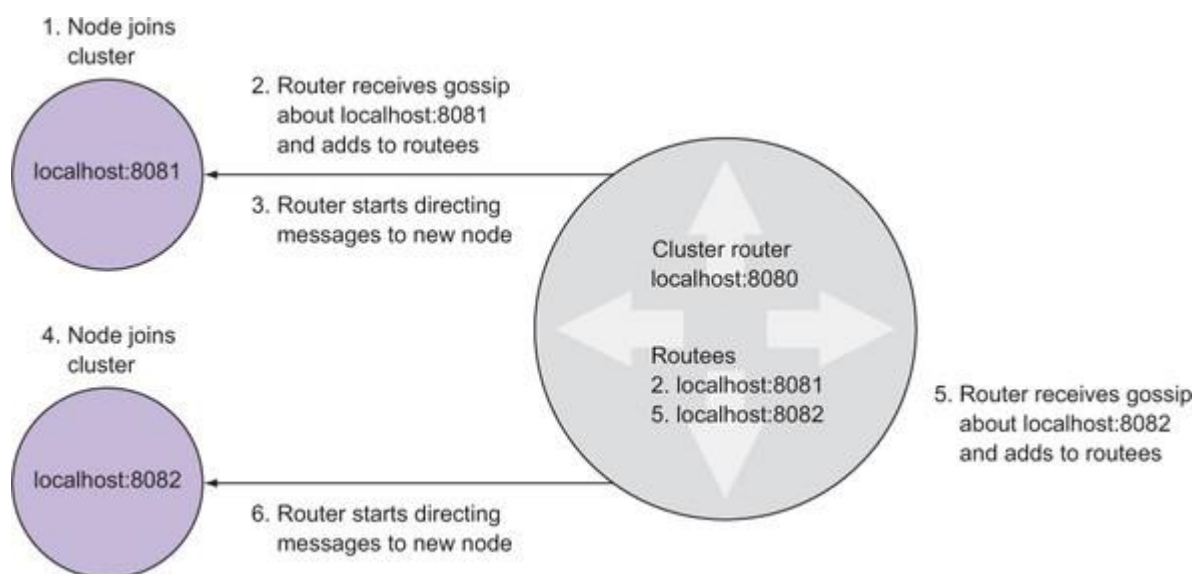 1. Node joins
cluster
localhost:8081
2. Router receives gossip
about localhost:8081
and adds to routees
3. Router starts directing
messages to new node
Cluster router
localhost:8080
Routees
2. localhost:8081
5. localhost:8082
4. Node joins
cluster
localhost:8082
5. Router receives gossip
about localhost:8082
and adds to routees
6. Router starts directing
messages to new node